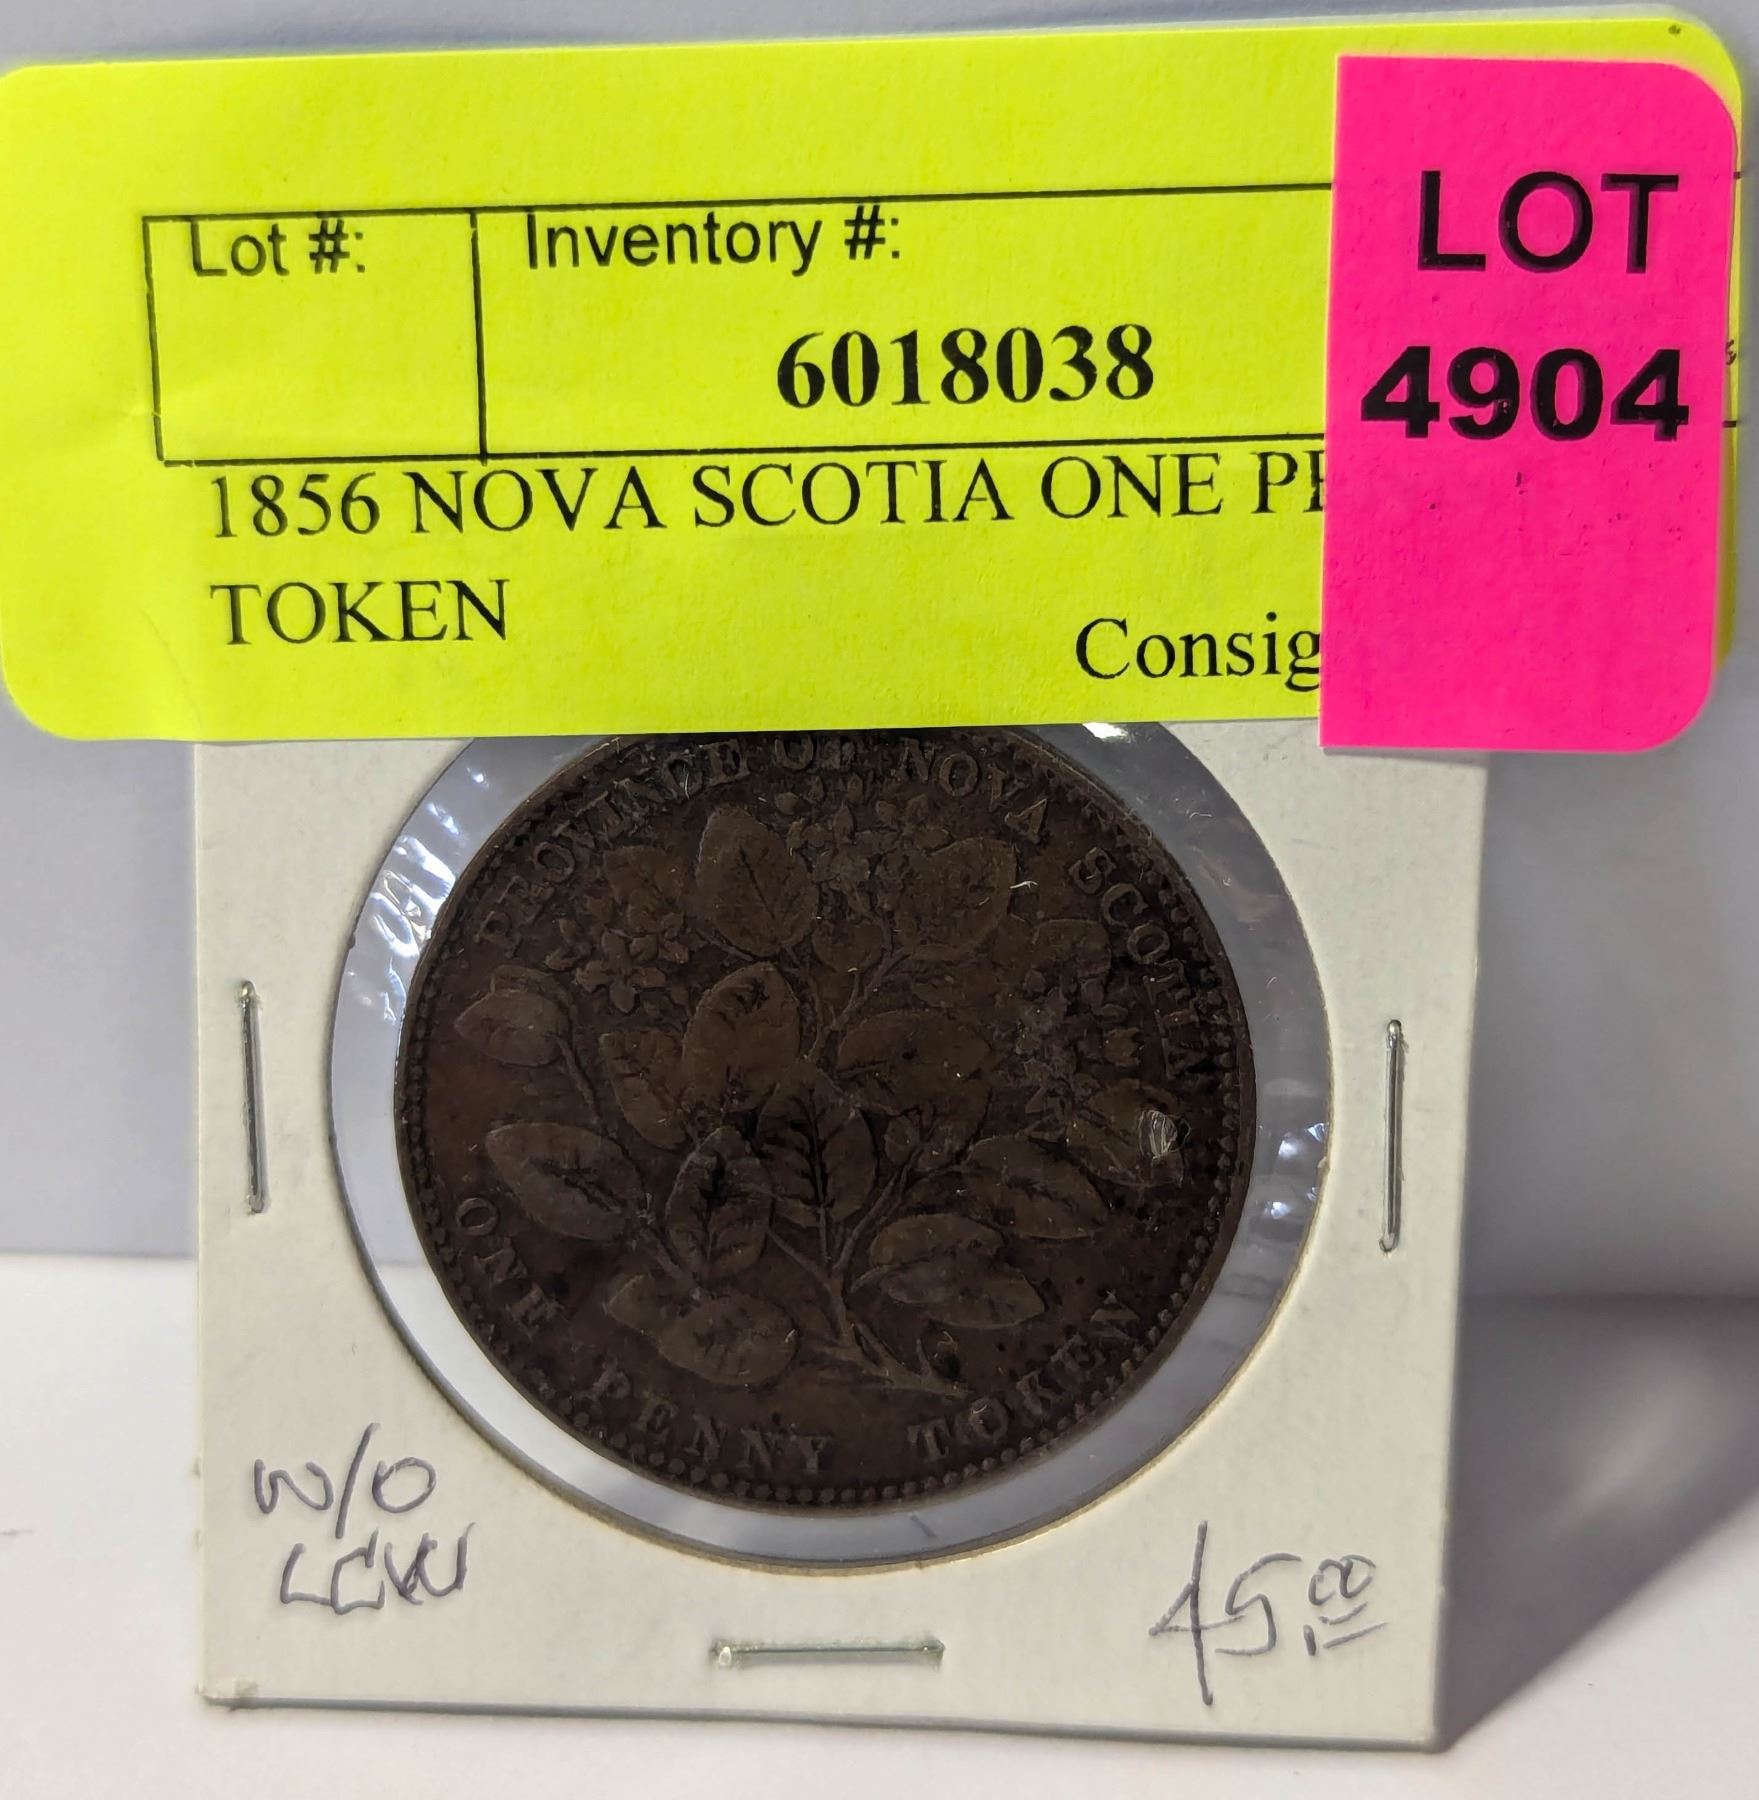 LOT
4904
Lot #:
Inventory #:
6018038
1856 NOVA SCOTIA ONE
TOKEN
Consig
PROVINCE OF NOVA SCOTIA
ONE PENNY TOKEN
W/O
LCW
45.00